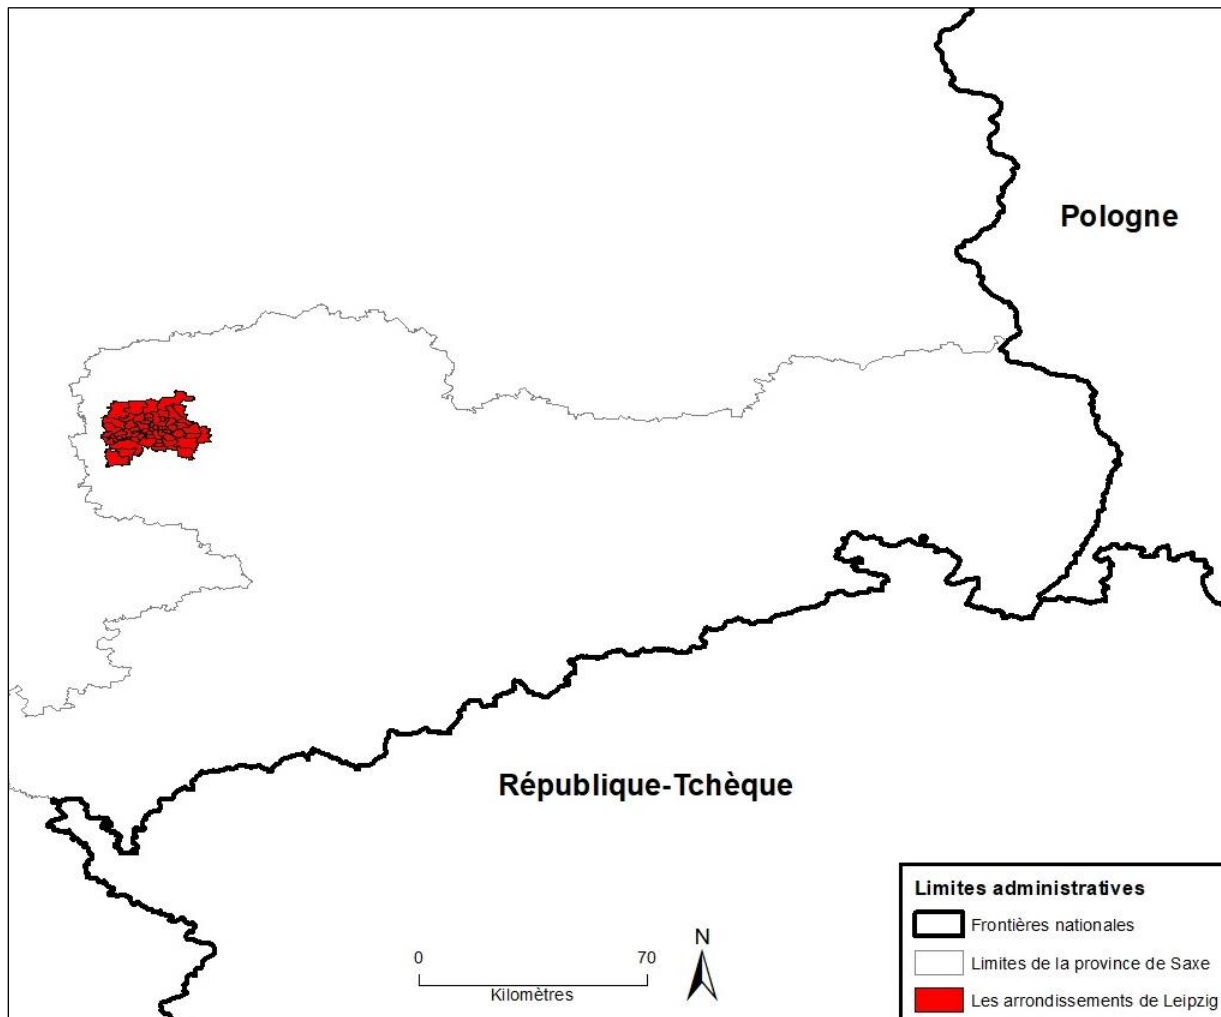 Pologne
République-Tchèque
Limites administratives
Frontières nationales
Limites de la province de Saxe
Les arrondissements de Leipzig
N
0 70
Kilomètres